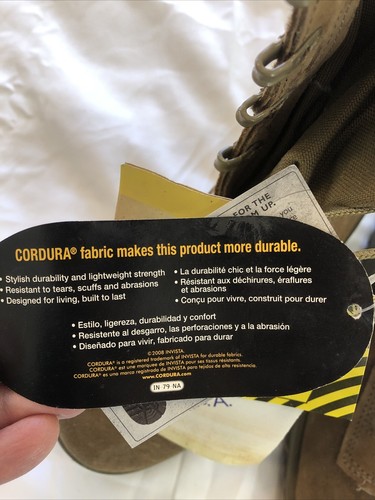 FOR THE
M UP.
you
CORDURA® fabric makes this product more durable.
• Stylish durability and lightweight strength
• Resistant to tears, scuffs and abrasions
• Designed for living, built to last
• La durabilité chic et la force légère
• Résistant aux déchirures, éraflures
et abrasions
• Conçu pour vivre, construit pour durer
• Estilo, ligereza, durabilidad y confort
• Resistente al desgarro, las perforaciones y a la abrasión
• Diseñado para vivir, fabricado para durar
©2008 INVISTA.
CORDURA® is a registered trademark of INVISTA for durable fabrics.
CORDURA® est une marque de INVISTA pour ses tissus résistants.
CORDURA® es una marca registrada de INVISTA para tejidos de alta resistencia.
www.CORDURA.com
IN 79 NA
.A.